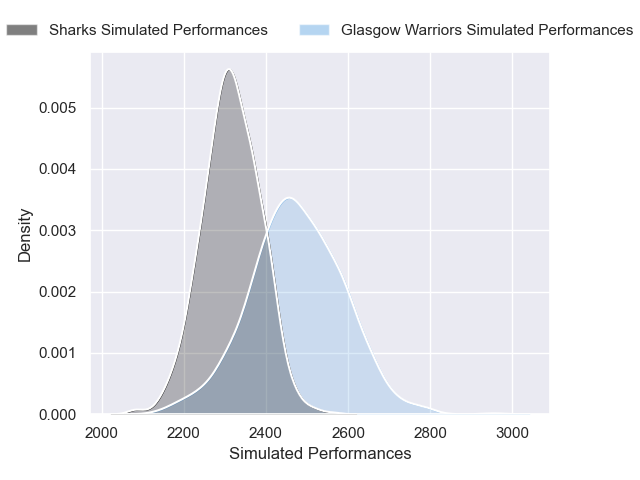 Sharks Simulated Performances
Glasgow Warriors Simulated Performances
0.005
0.004
0.003
0.002
0.001
0.000
Density
2000 2200 2400 2600 2800 3000
Simulated Performances